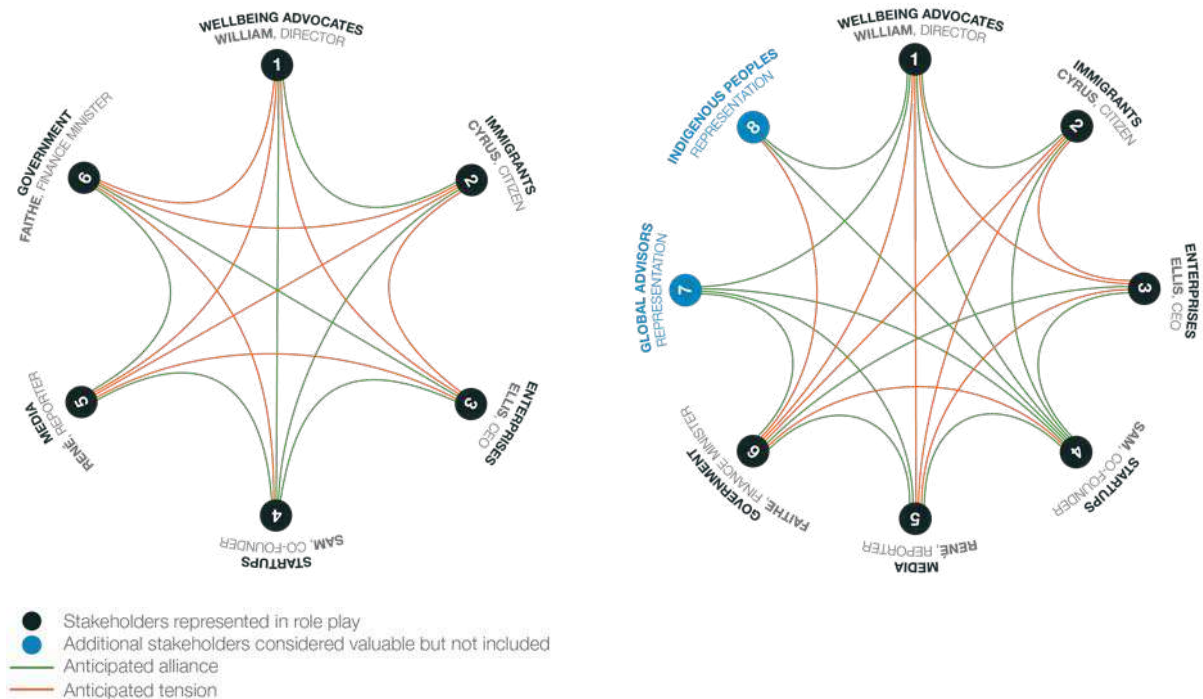 WELLBEING ADVOCATES
WILLIAM, DIRECTOR
1
IMMIGRANTS
CYRUS, CITIZEN
2
ENTERPRISES
ELLIS, CEO
3
4
SAM, CO-FOUNDER
STARTUPS
5
RENÉ, REPORTER
MEDIA
6
GOVERNMENT
FAITHE, FINANCE MINISTER
WELLBEING ADVOCATES
WILLIAM, DIRECTOR
1
IMMIGRANTS
CYRUS, CITIZEN
2
ENTERPRISES
ELLIS, CEO
3
4
SAM, CO-FOUNDER
STARTUPS
5
RENÉ, REPORTER
MEDIA
6
FAITHE, FINANCE MINISTER
GOVERNMENT
GLOBAL ADVISORS
REPRESENTATION
7
INDIGENOUS PEOPLES
REPRESENTATION
8
Stakeholders represented in role play
Additional stakeholders considered valuable but not included
Anticipated alliance
Anticipated tension